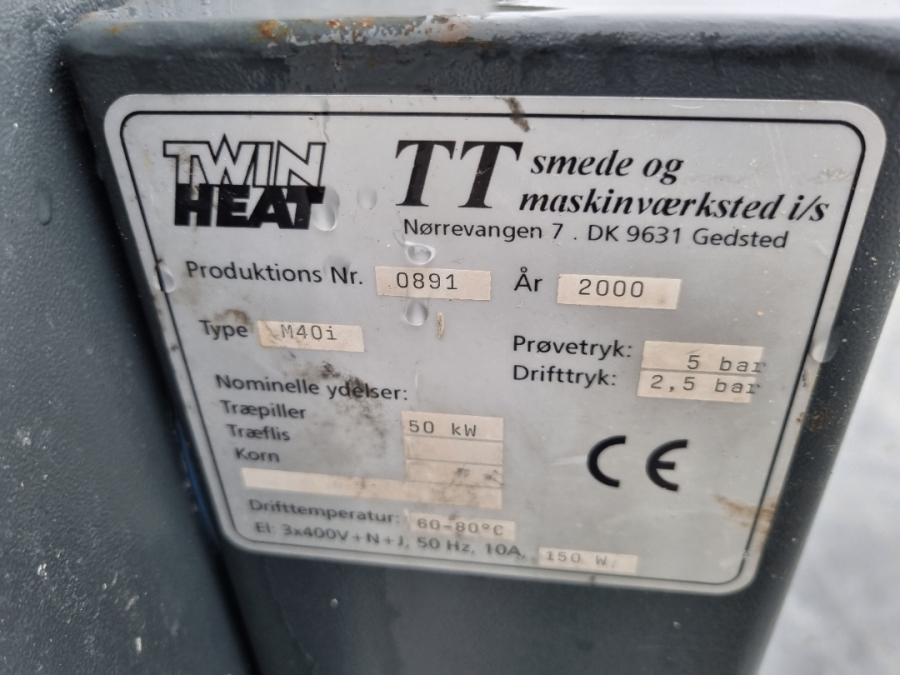 TWIN HEAT
TT smede og maskinværksted i/s
Nørrevangen 7 . DK 9631 Gedsted
Produktions Nr. 0891 År 2000
Type M40i
Prøvetryk: 5 bar
Drifttryk: 2,5 bar
Nominelle ydelser:
Træpiller 50 kW
Træflis
Korn
Drifttemperatur: 60-80°C
El: 3x400V+N+J, 50 Hz, 10A, 150 W.
CE